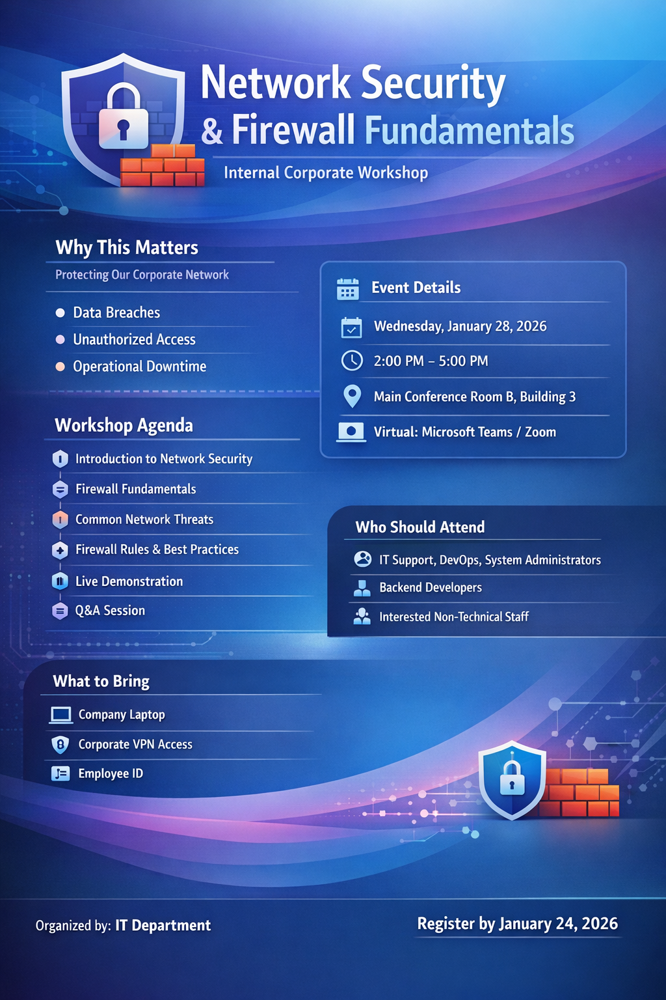 Network Security
& Firewall Fundamentals
Internal Corporate Workshop
Why This Matters
Protecting Our Corporate Network
Data Breaches
Unauthorized Access
Operational Downtime
Event Details
Wednesday, January 28, 2026
2:00 PM – 5:00 PM
Main Conference Room B, Building 3
Virtual: Microsoft Teams / Zoom
Workshop Agenda
Introduction to Network Security
Firewall Fundamentals
Common Network Threats
Firewall Rules & Best Practices
Live Demonstration
Q&A Session
Who Should Attend
IT Support, DevOps, System Administrators
Backend Developers
Interested Non-Technical Staff
What to Bring
Company Laptop
Corporate VPN Access
Employee ID
Organized by: IT Department
Register by January 24, 2026